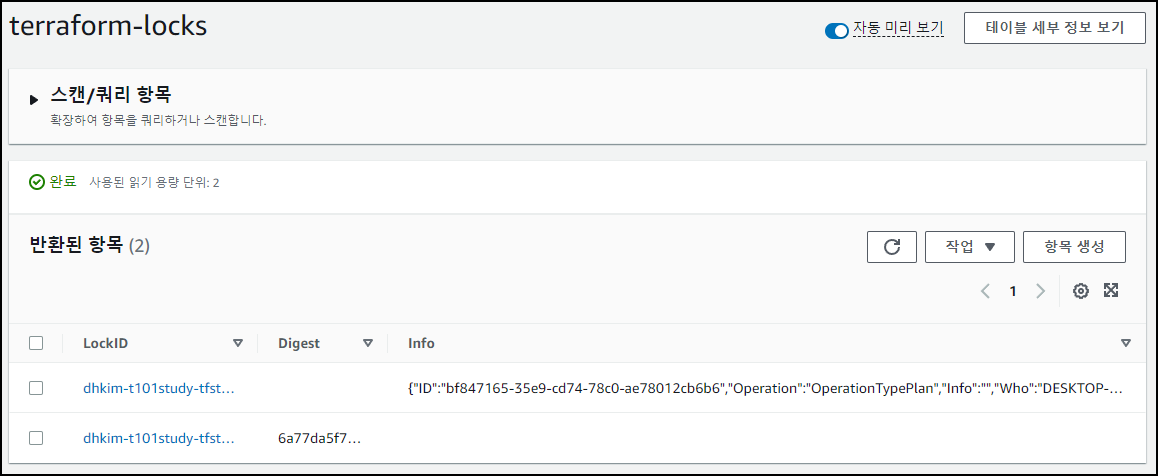 terraform-locks
자동 미리 보기
테이블 세부 정보 보기
스캔/쿼리 항목
확장하여 항목을 쿼리하거나 스캔합니다.
완료 사용된 읽기 용량 단위: 2
반환된 항목 (2)
작업
항목 생성
1
LockID Digest Info
dhkim-t101study-tfst… {"ID":"bf847165-35e9-cd74-78c0-ae78012cb6b6","Operation":"OperationTypePlan","Info":"","Who":"DESKTOP-…
dhkim-t101study-tfst… 6a77da5f7…